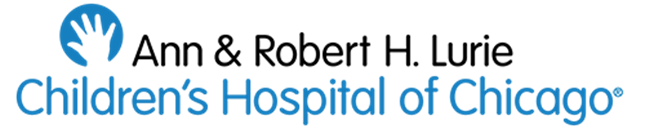 Ann & Robert H. Lurie
Children's Hospital of Chicago®